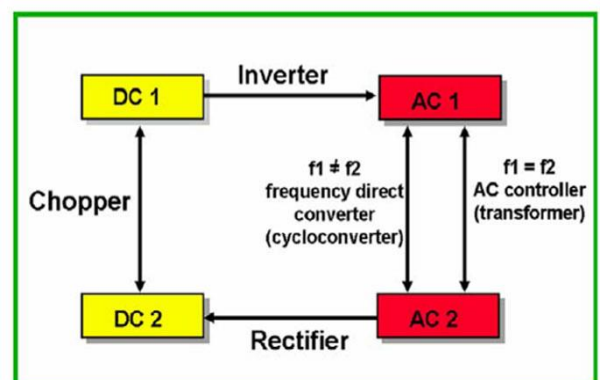 Inverter
DC 1
AC 1
Chopper
f1 ≠ f2
frequency direct
converter
(cycloconverter)
f1 = f2
AC controller
(transformer)
DC 2
AC 2
Rectifier